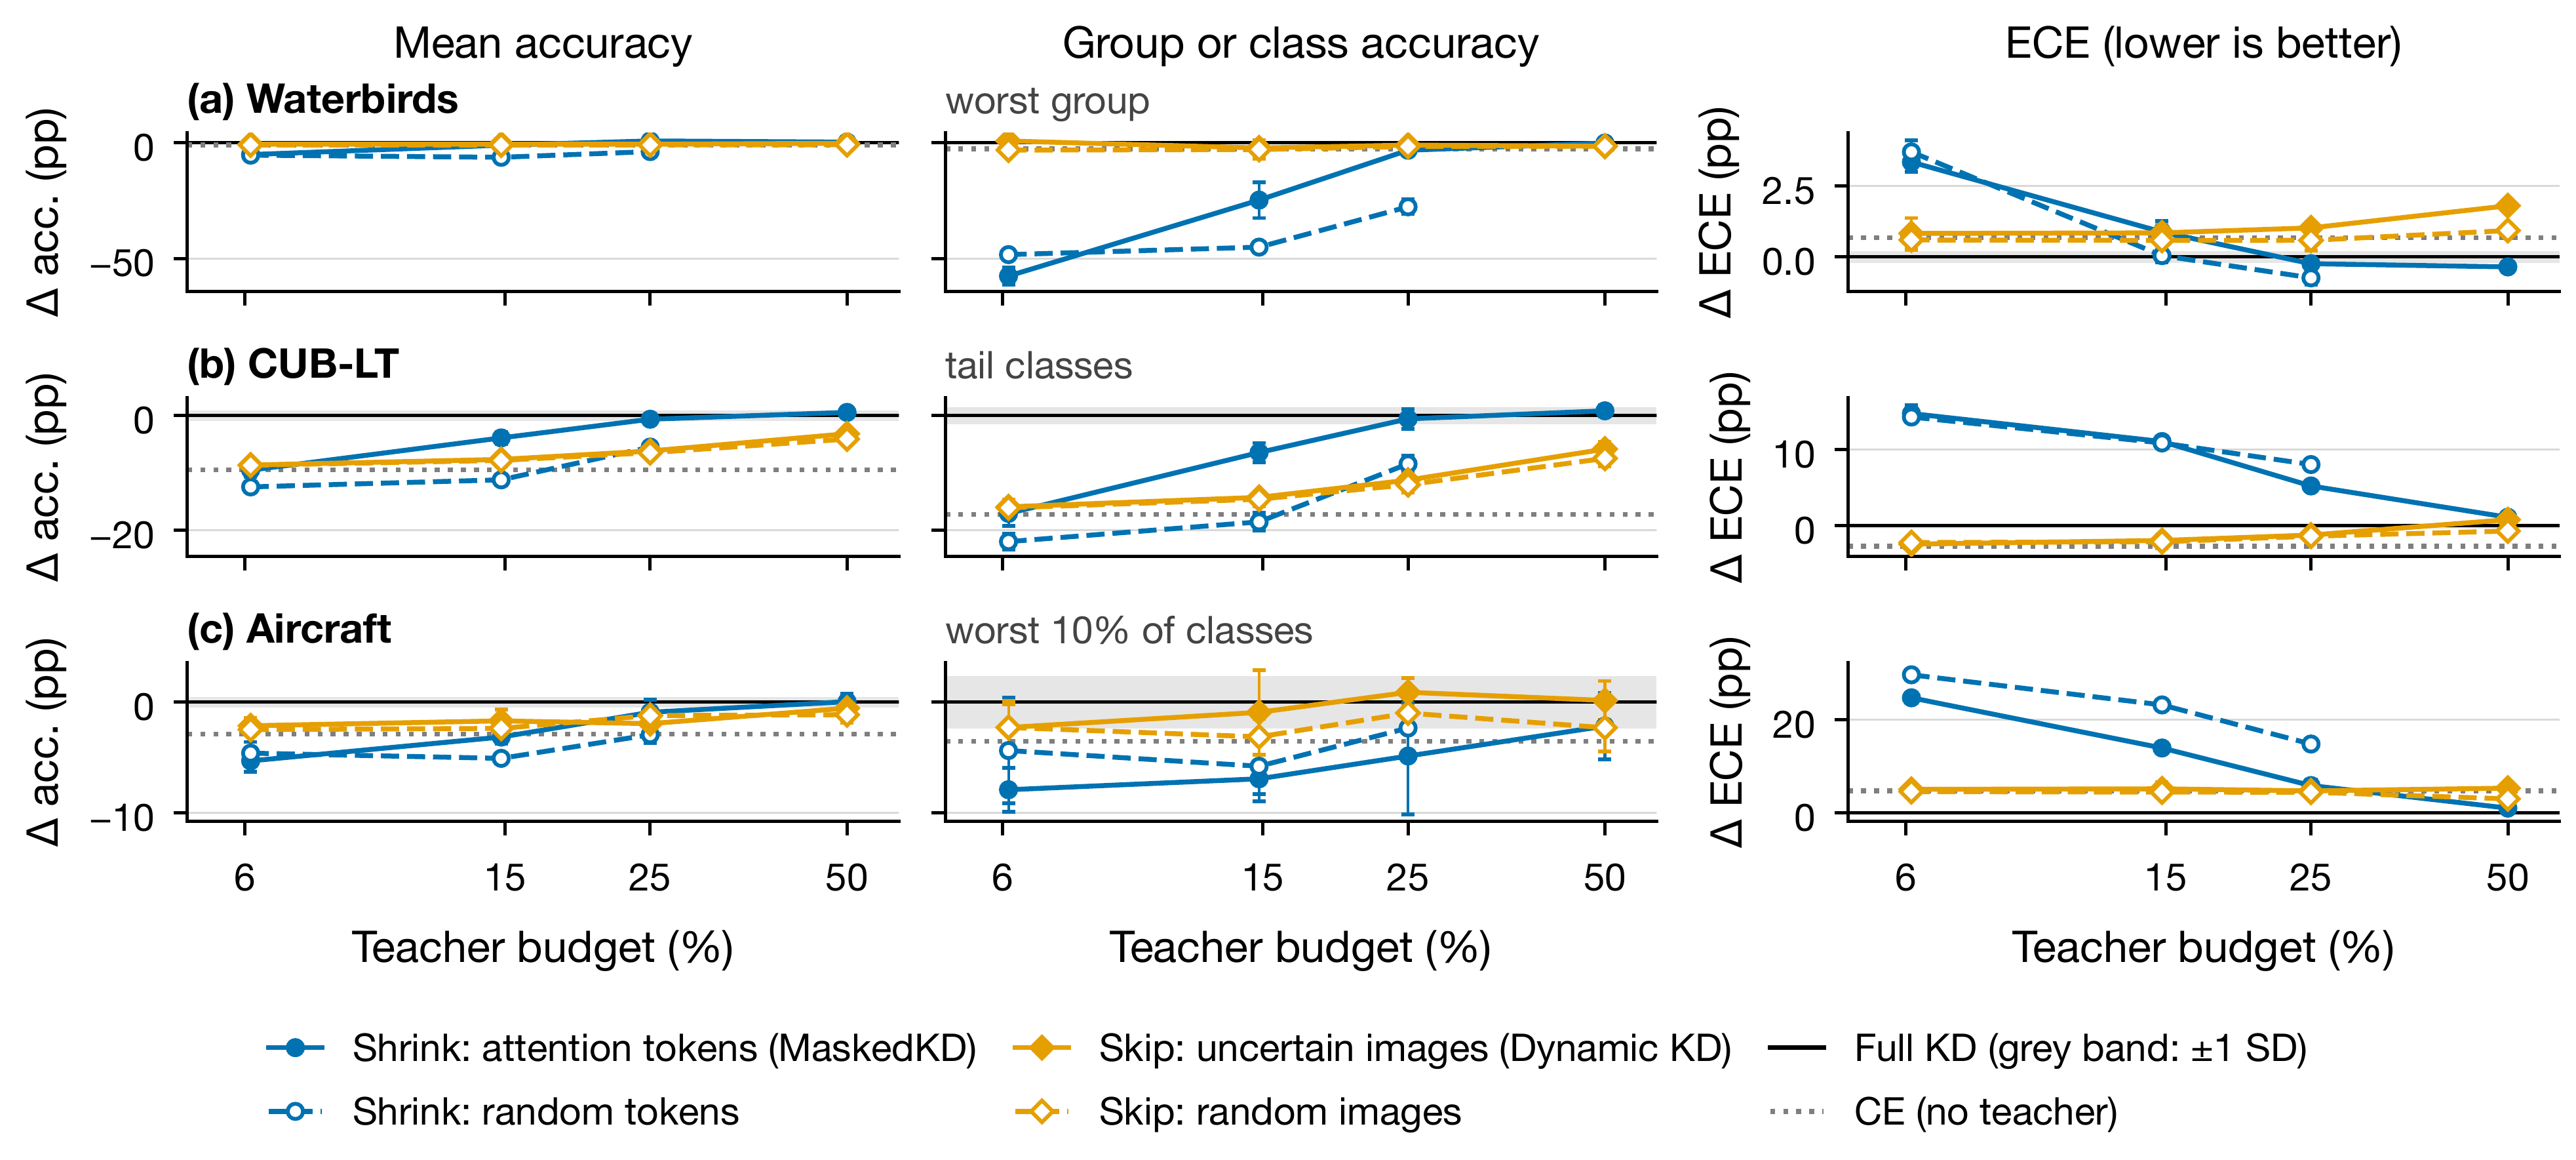 Mean accuracy
Group or class accuracy
ECE (lower is better)
(a) Waterbirds
worst group
Δ acc. (pp)
0
−50
Δ ECE (pp)
2.5
0.0
(b) CUB-LT
tail classes
Δ acc. (pp)
0
−20
Δ ECE (pp)
10
0
(c) Aircraft
worst 10% of classes
Δ acc. (pp)
0
−10
Δ ECE (pp)
20
0
6 15 25 50
6 15 25 50
6 15 25 50
Teacher budget (%)
Teacher budget (%)
Teacher budget (%)
Shrink: attention tokens (MaskedKD)
Skip: uncertain images (Dynamic KD)
Full KD (grey band: ±1 SD)
Shrink: random tokens
Skip: random images
CE (no teacher)